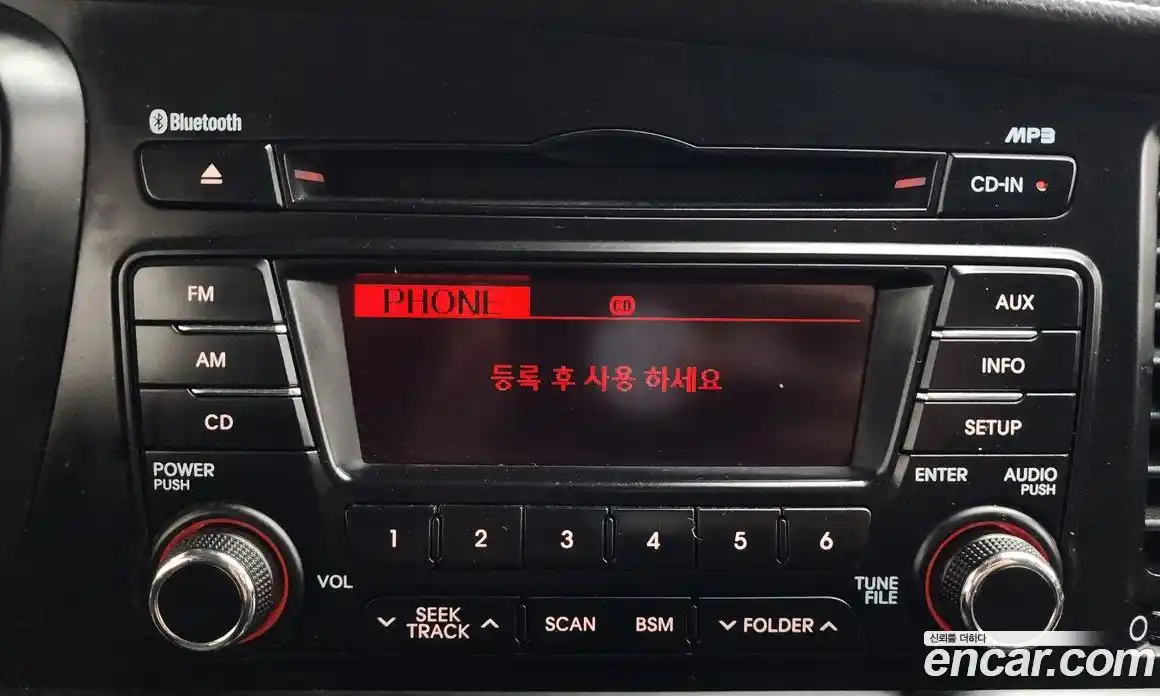 Bluetooth
MP3
CD-IN
FM
PHONE
CD
AUX
AM
등록 후 사용 하세요
INFO
CD
SETUP
POWER
PUSH
ENTER
AUDIO
PUSH
1
2
3
4
5
6
VOL
TUNE
FILE
SEEK
TRACK
SCAN
BSM
FOLDER
신뢰를 더하다
encar.com